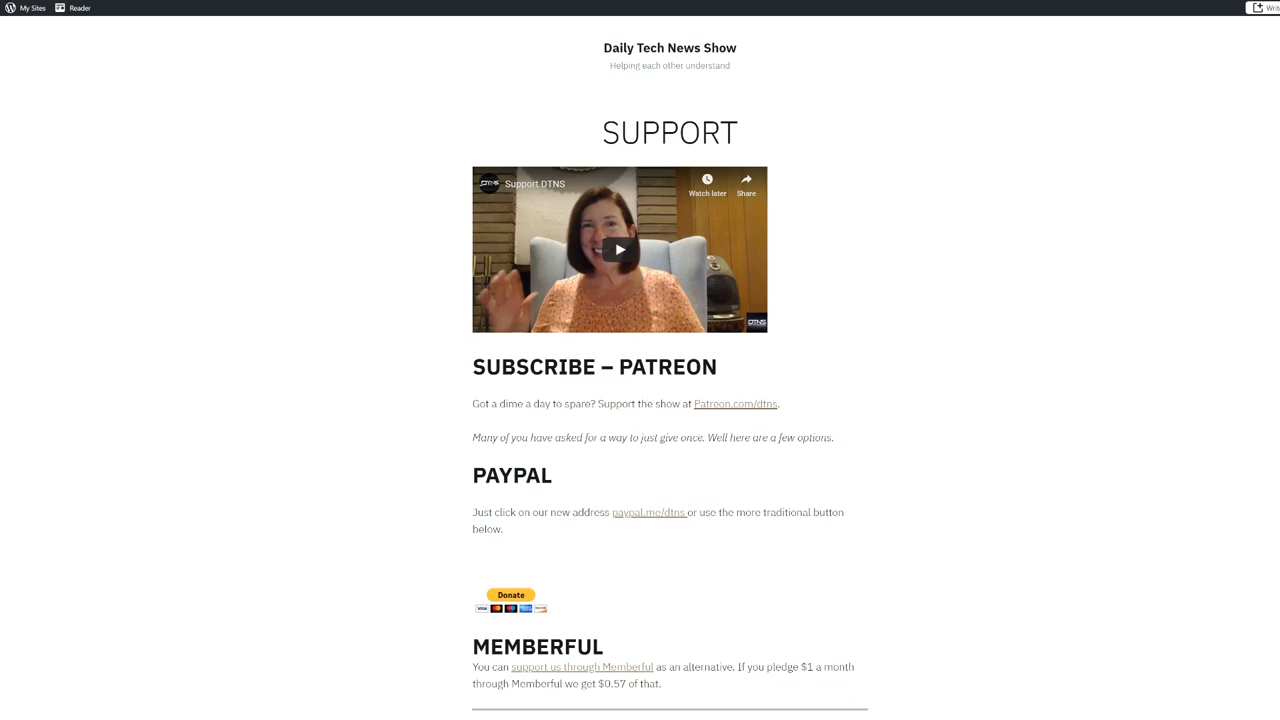 My Sites
Reader
Daily Tech News Show
Helping each other understand
SUPPORT
DTNS
Support DTNS
Watch later
Share
DTNS
SUBSCRIBE – PATREON
Got a dime a day to spare? Support the show at Patreon.com/dtns.
Many of you have asked for a way to just give once. Well here are a few options.
PAYPAL
Just click on our new address paypal.me/dtns or use the more traditional button
below.
Donate
VISA
MEMBERFUL
You can support us through Memberful as an alternative. If you pledge $1 a month
through Memberful we get $0.57 of that.